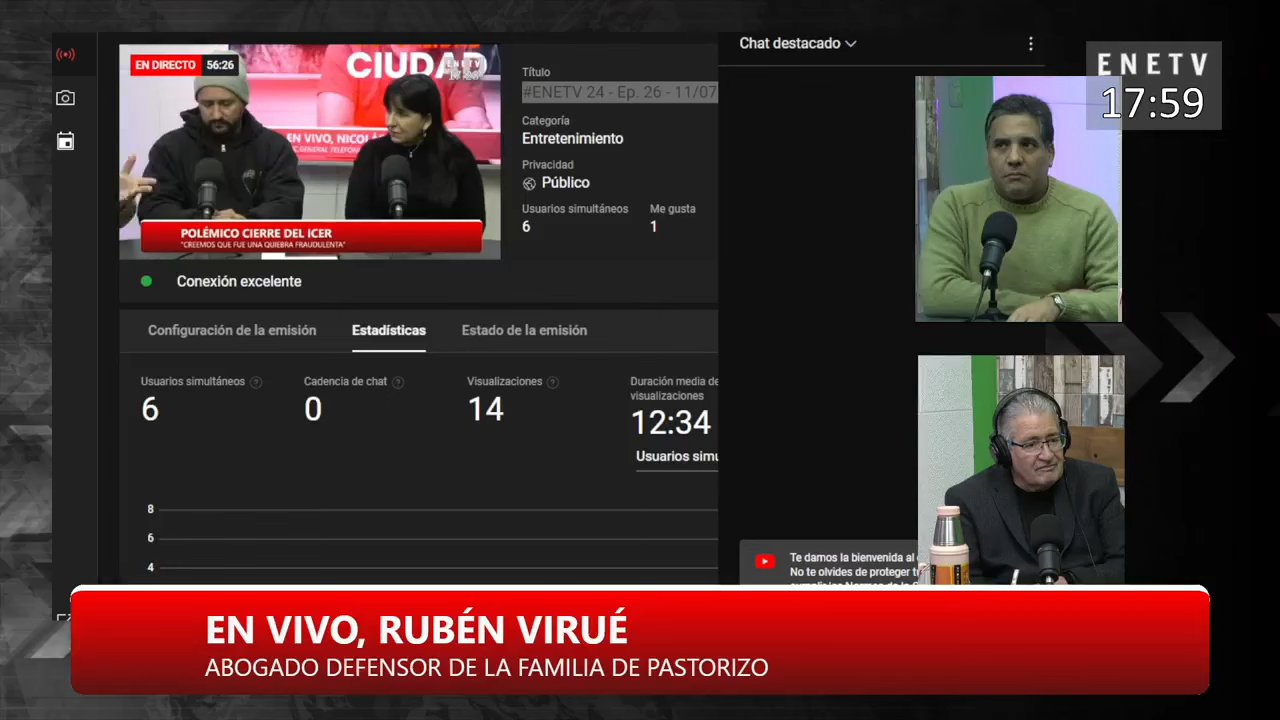 EN DIRECTO 56:26
CIUDAD
ENETV
EN VIVO, NICOLÁ
POLÉMICO CIERRE DEL ICER
"CREEMOS QUE FUE UNA QUIEBRA FRAUDULENTA"
Título
#ENETV 24 - Ep. 26 - 11/07
Categoría
Entretenimiento
Privacidad
Público
Usuarios simultáneos Me gusta
6 1
Chat destacado
ENETV
17:59
Conexión excelente
Configuración de la emisión Estadísticas Estado de la emisión
Usuarios simultáneos Cadencia de chat Visualizaciones Duración media de
visualizaciones
6 0 14 12:34
Usuarios simu
8
6
4
Te damos la bienvenida al
No te olvides de proteger
EN VIVO, RUBÉN VIRUÉ
ABOGADO DEFENSOR DE LA FAMILIA DE PASTORIZO